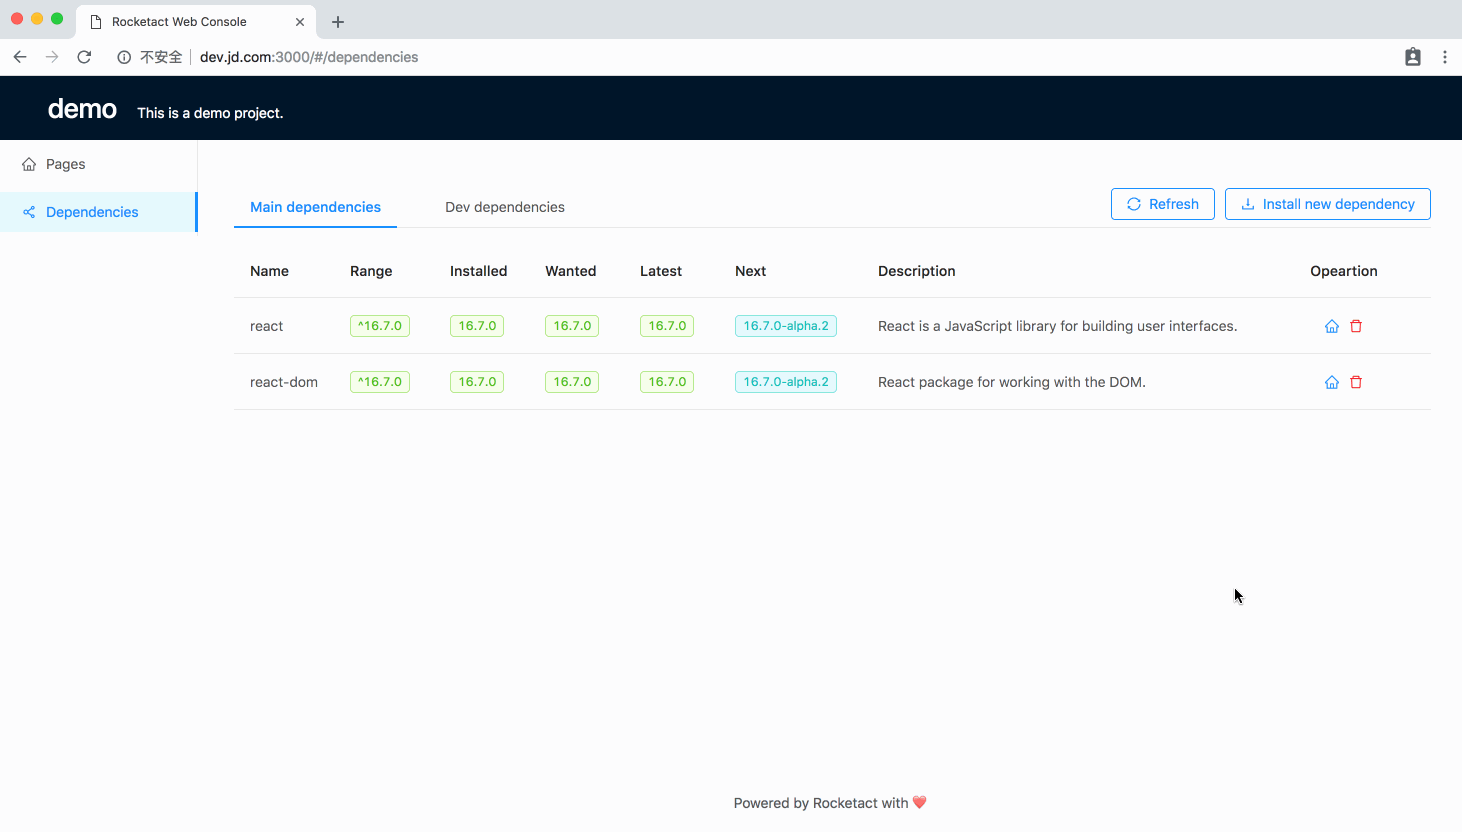 Rocketact Web Console
不安全 dev.jd.com:3000/#/dependencies
demo This is a demo project.
Pages
Dependencies
Main dependencies Dev dependencies Refresh Install new dependency
Name Range Installed Wanted Latest Next Description Opeartion
react ^16.7.0 16.7.0 16.7.0 16.7.0 16.7.0-alpha.2 React is a JavaScript library for building user interfaces.
react-dom ^16.7.0 16.7.0 16.7.0 16.7.0 16.7.0-alpha.2 React package for working with the DOM.
Powered by Rocketact with ❤️